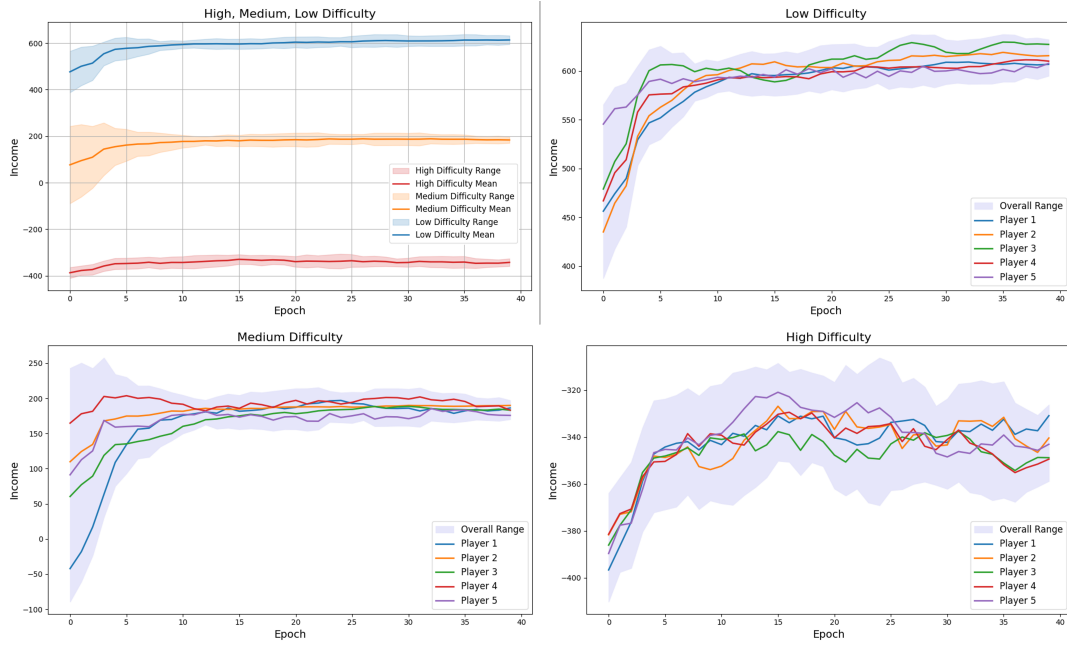 High, Medium, Low Difficulty
Income
600
400
200
0
−200
−400
0
5
10
15
20
25
30
35
40
Epoch
High Difficulty Range
High Difficulty Mean
Medium Difficulty Range
Medium Difficulty Mean
Low Difficulty Range
Low Difficulty Mean
Low Difficulty
Income
600
550
500
450
400
0
5
10
15
20
25
30
35
40
Epoch
Overall Range
Player 1
Player 2
Player 3
Player 4
Player 5
Medium Difficulty
Income
250
200
150
100
50
0
−50
−100
0
5
10
15
20
25
30
35
40
Epoch
Overall Range
Player 1
Player 2
Player 3
Player 4
Player 5
High Difficulty
Income
−320
−340
−360
−380
−400
0
5
10
15
20
25
30
35
40
Epoch
Overall Range
Player 1
Player 2
Player 3
Player 4
Player 5